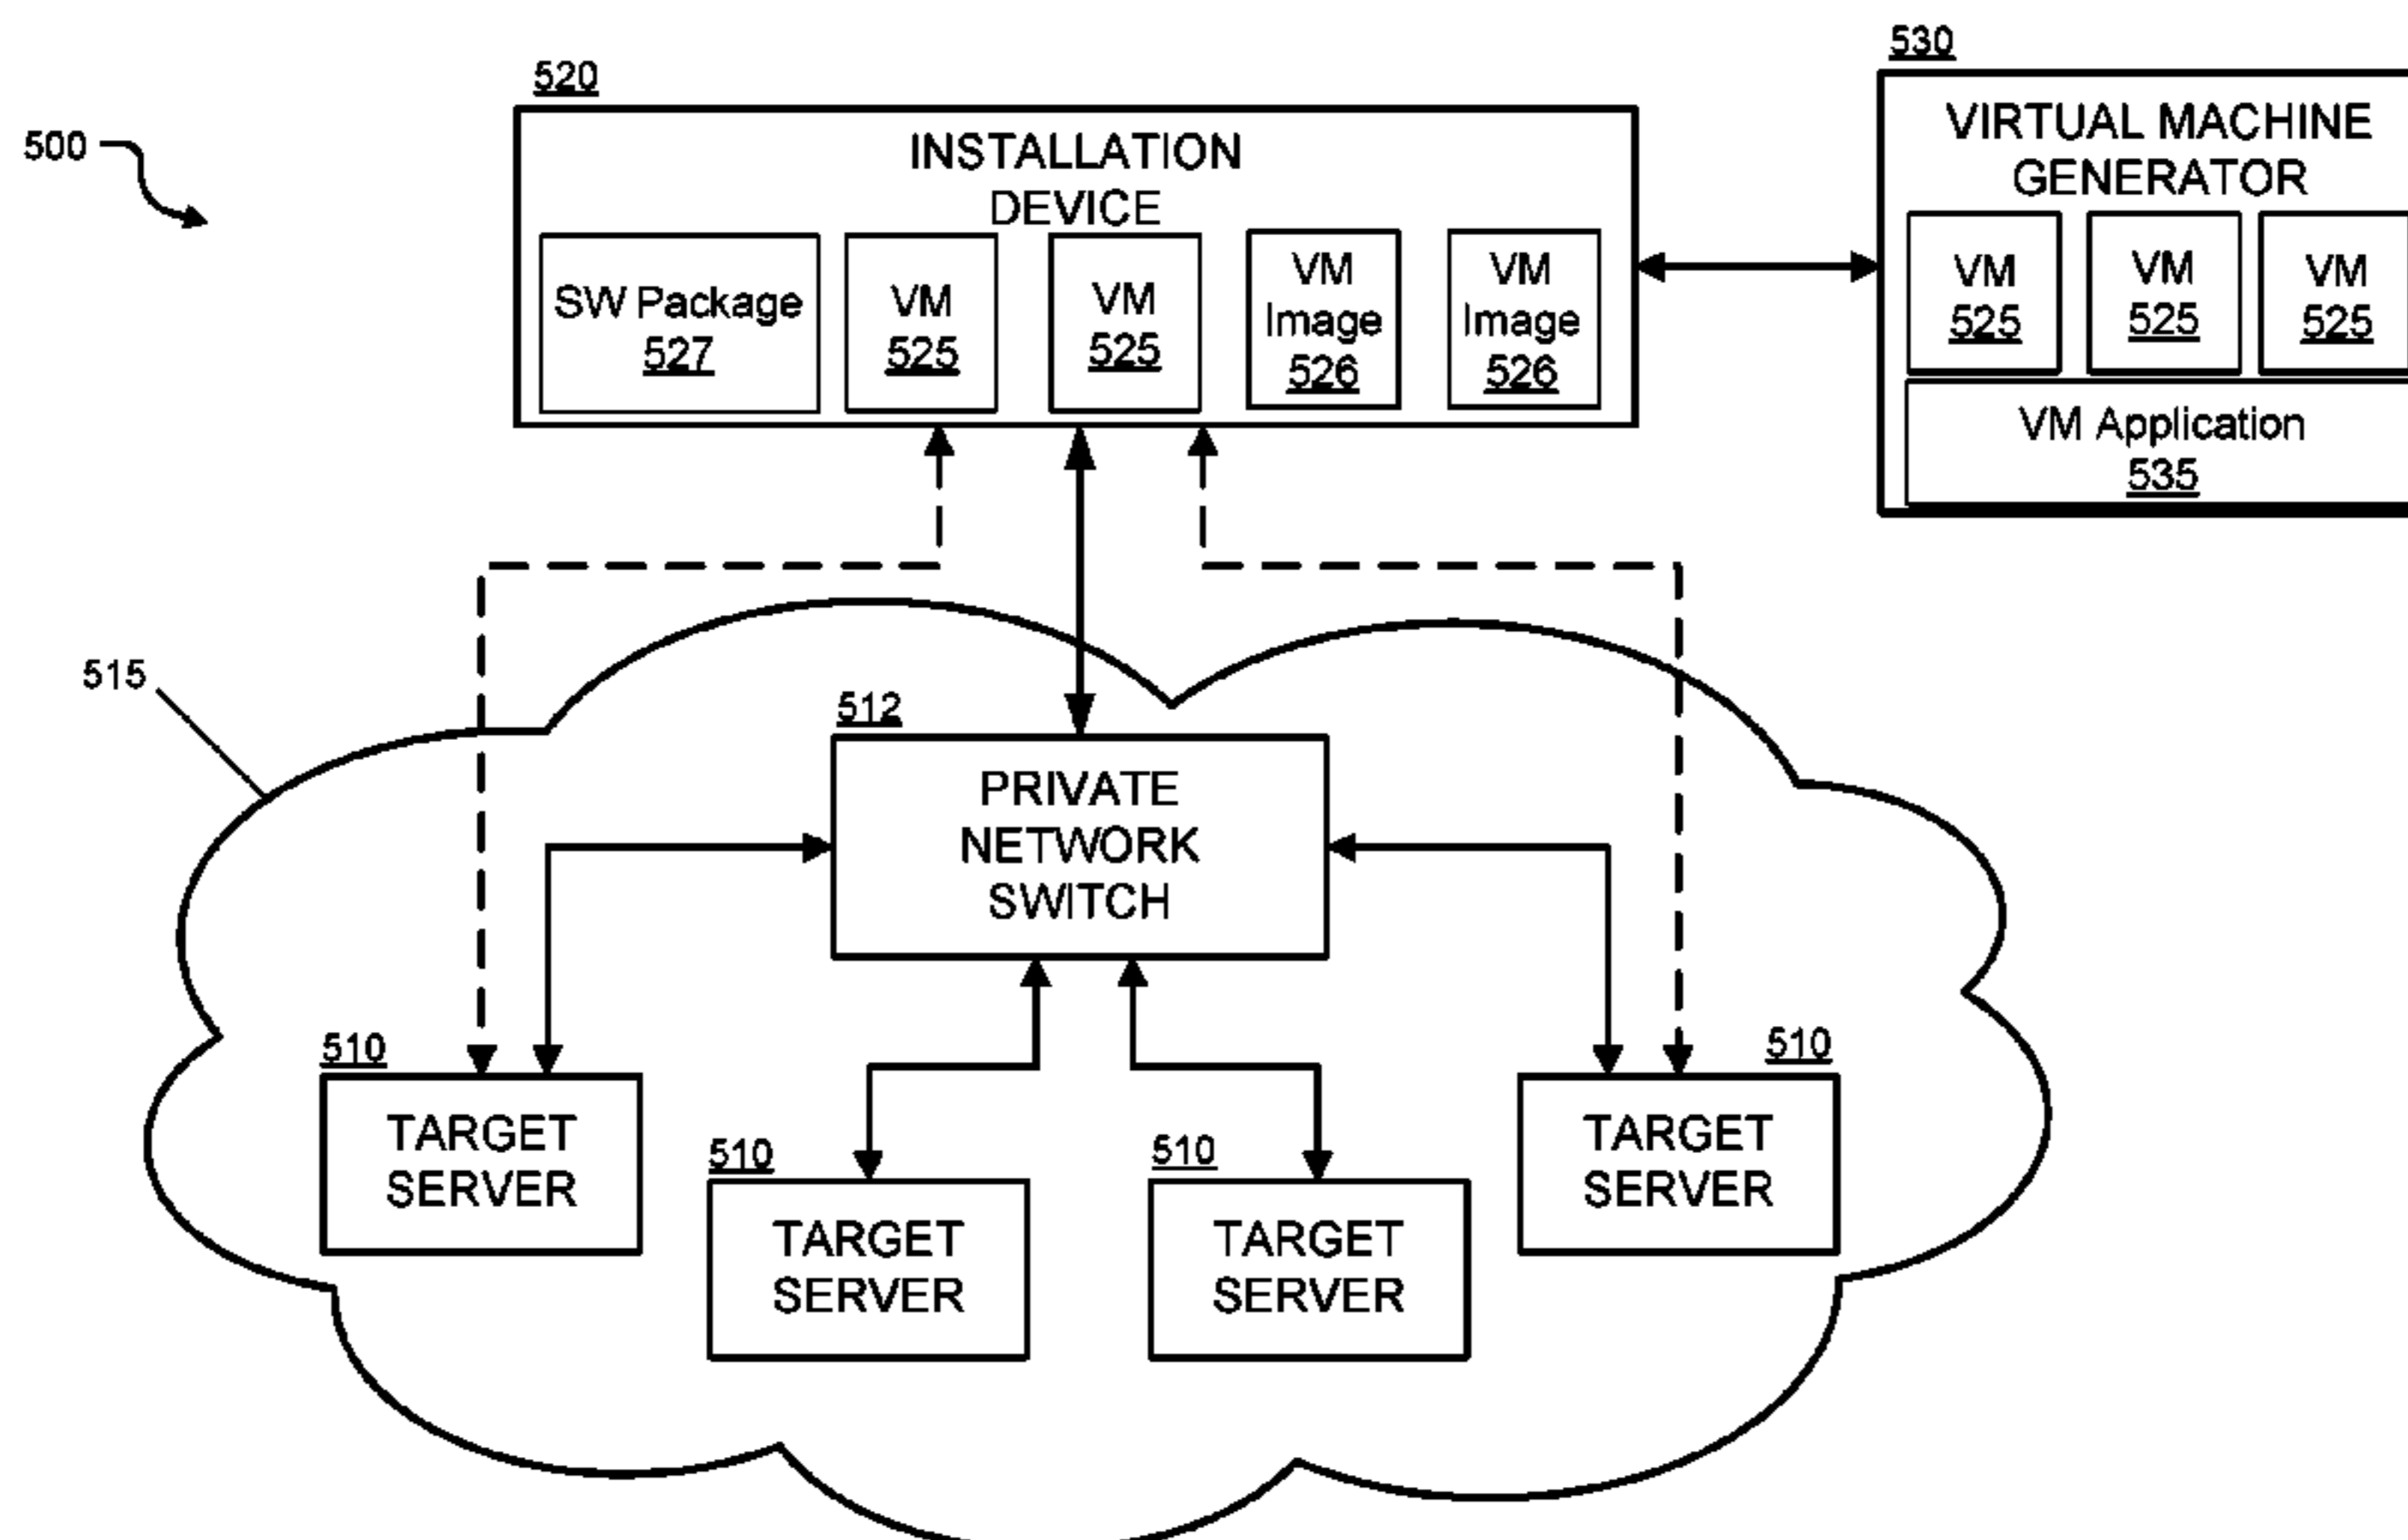 500
520
INSTALLATION
DEVICE
SW Package
527
VM
525
VM
525
VM
Image
526
VM
Image
526
530
VIRTUAL MACHINE
GENERATOR
VM
525
VM
525
VM
525
VM Application
535
515
512
PRIVATE
NETWORK
SWITCH
510
TARGET
SERVER
510
TARGET
SERVER
510
TARGET
SERVER
510
TARGET
SERVER